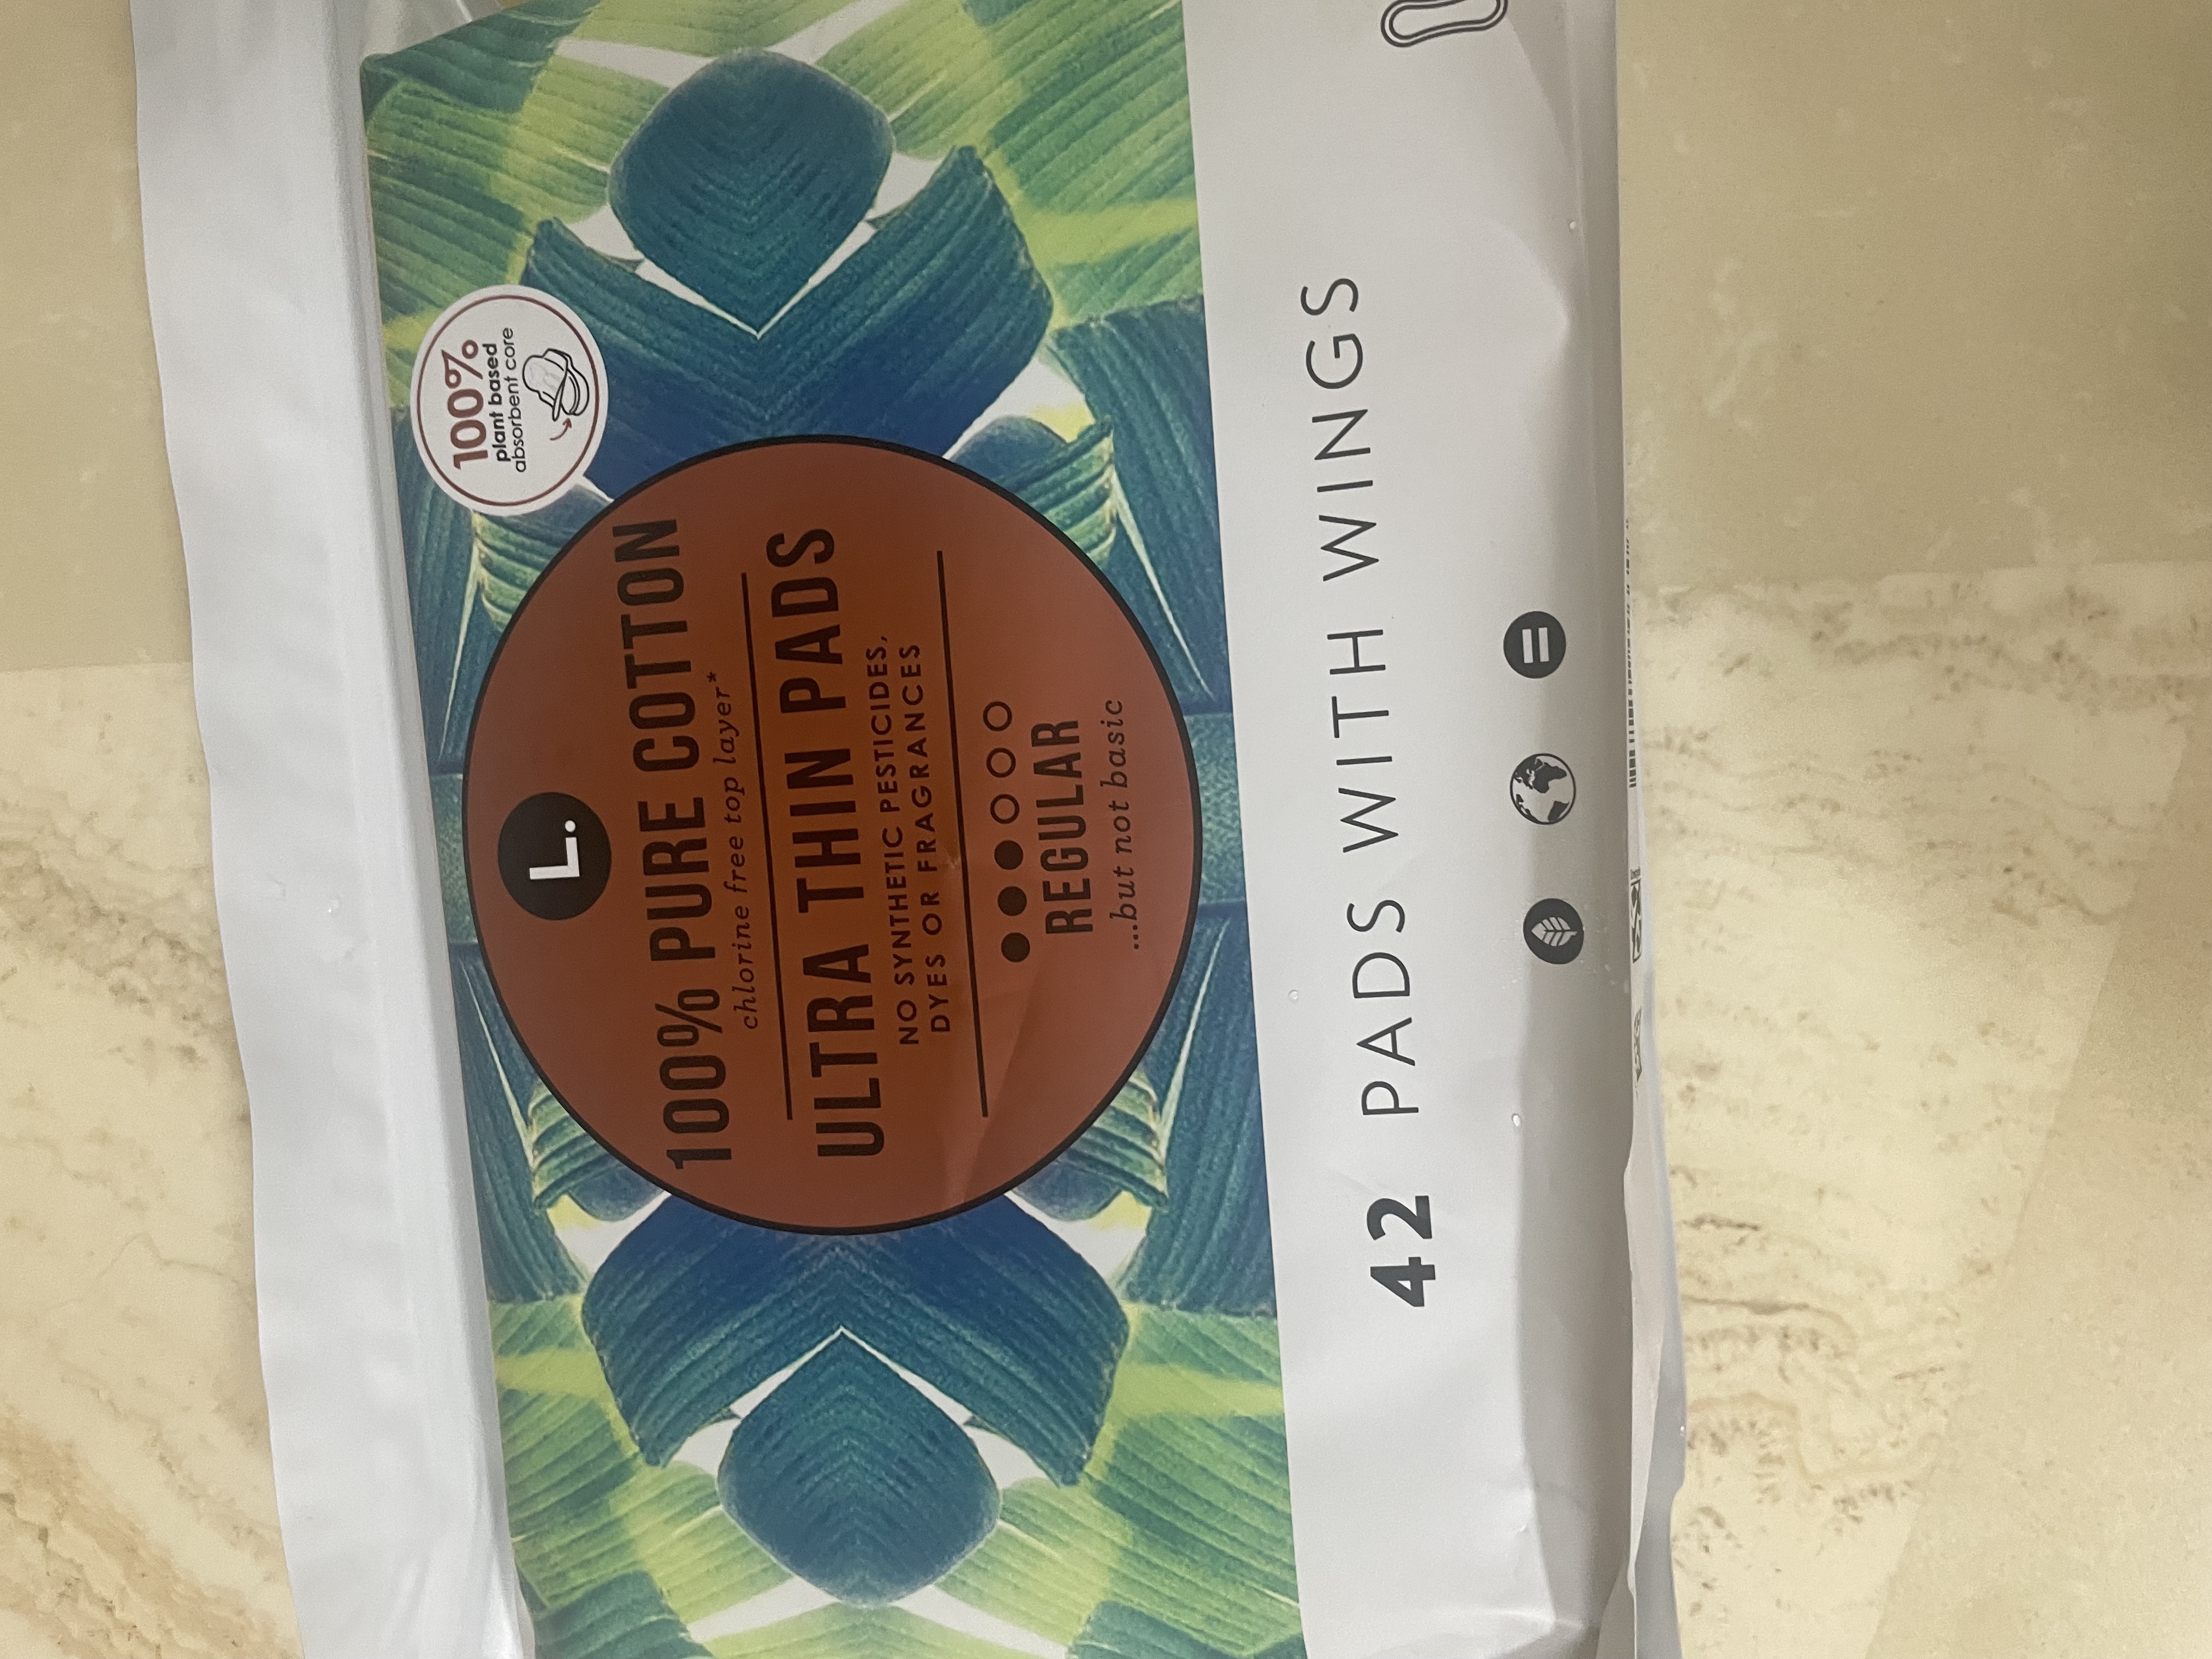 L.
100% PURE COTTON
chlorine free top layer*
ULTRA THIN PADS
NO SYNTHETIC PESTICIDES,
DYES OR FRAGRANCES
REGULAR
...but not basic
100%
plant based
absorbent core
42 PADS WITH WINGS